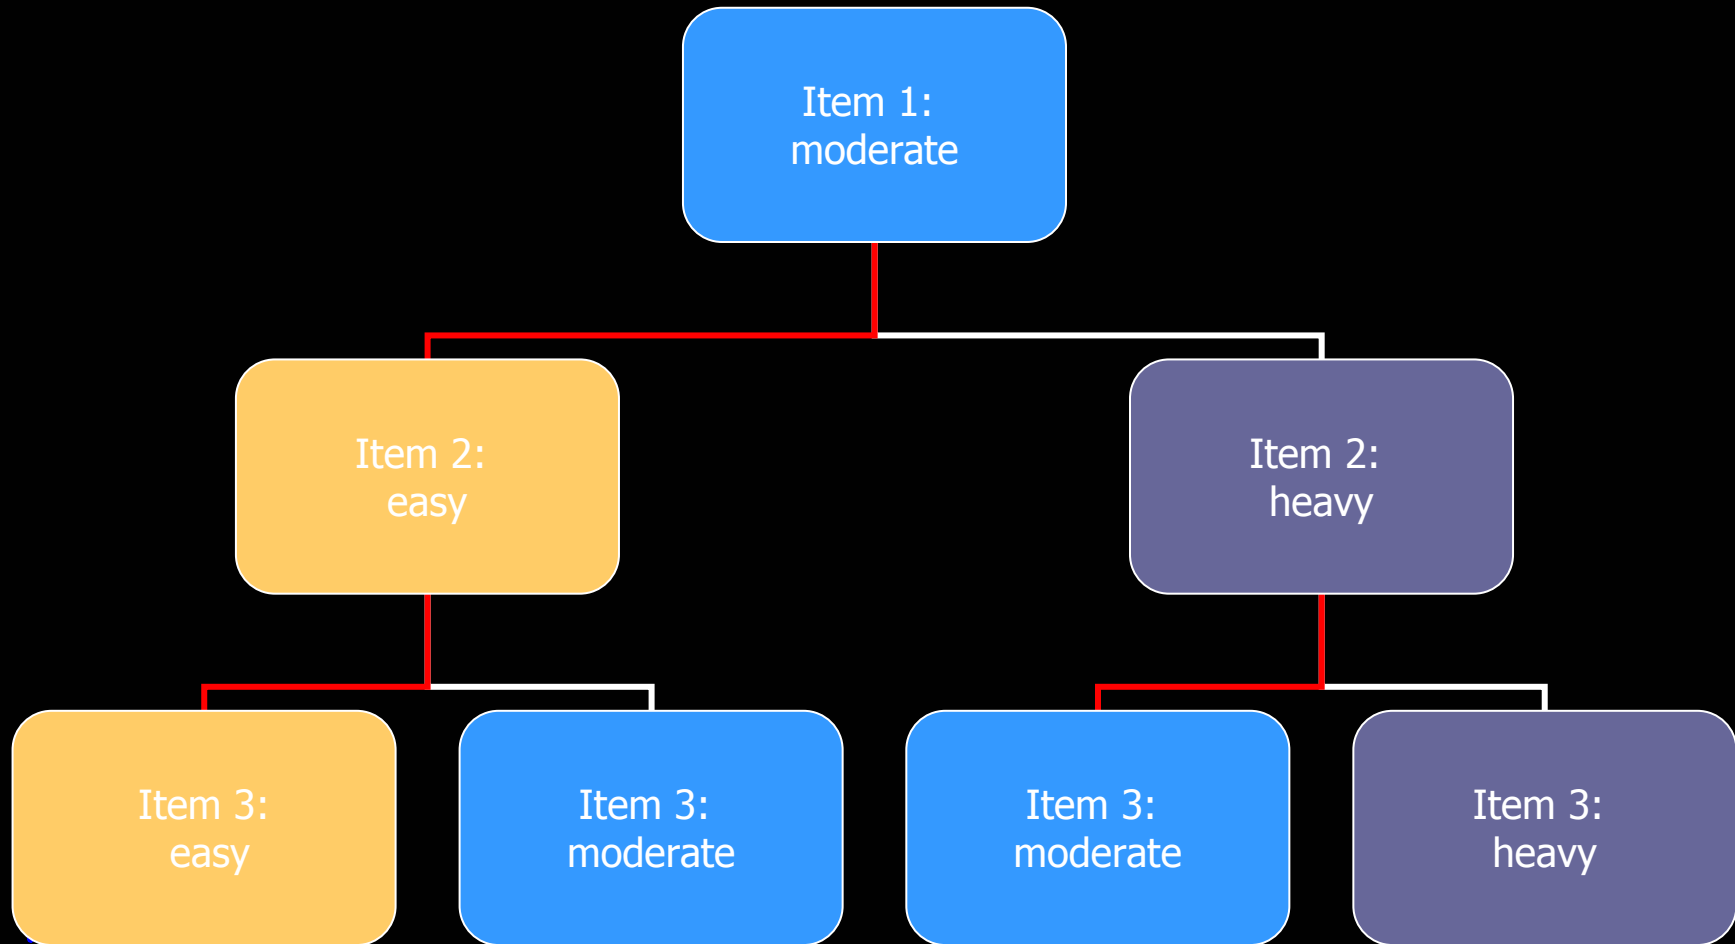 Item 1:
moderate
Item 2:
easy
Item 2:
heavy
Item 3:
easy
Item 3:
moderate
Item 3:
moderate
Item 3:
heavy